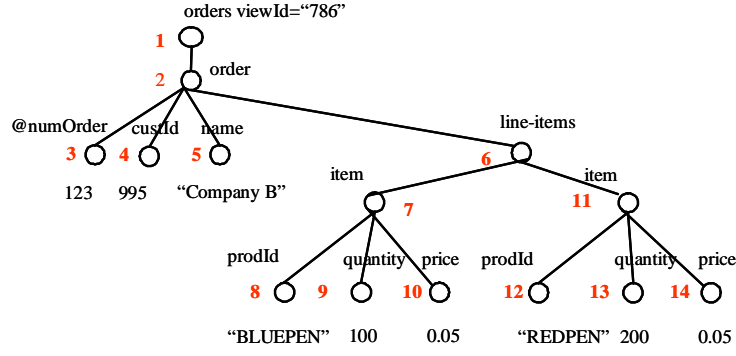 orders viewId=“786”
1
2 order
@numOrder custId name line-items
3 4 5 6
123 995 “Company B”
item item
7 11
prodId quantity price prodId quantity price
8 9 10 12 13 14
“BLUEPEN” 100 0.05 “REDPEN” 200 0.05